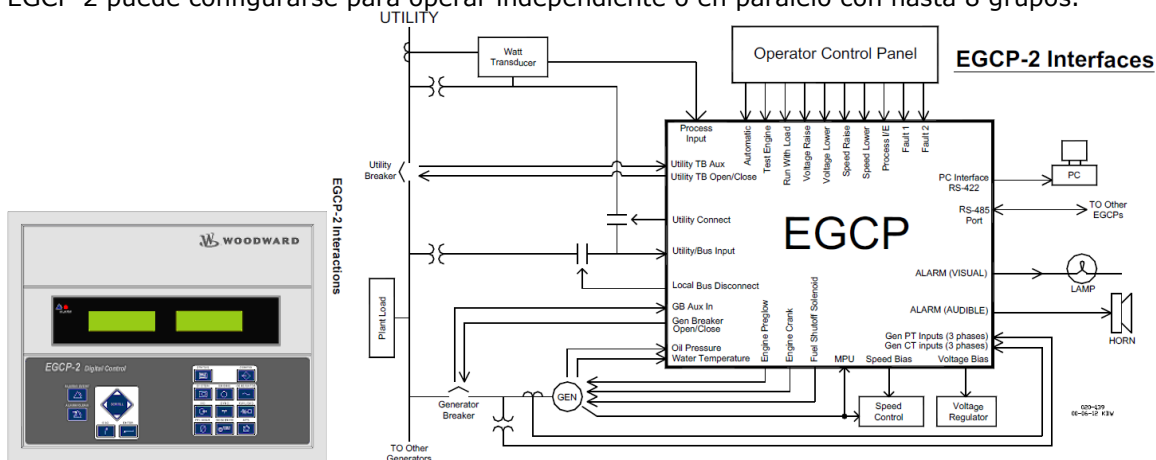 EGCP-2 puede configurarse para operar independiente o en paralelo con hasta 8 grupos.
UTILITY
Watt
Transducer
Operator Control Panel
EGCP-2 Interfaces
Process
Input
Automatic
Test Engine
Run With Load
Voltage Raise
Voltage Lower
Speed Raise
Speed Lower
Process I/E
Fault 1
Fault 2
Utility
Breaker
Utility TB Aux
Utility TB Open/Close
PC Interface
RS-422
PC
RS-485
Port
TO Other
EGCPs
EGCP-2 Interactions
Utility Connect
EGCP
Utility/Bus Input
WOODWARD
Local Bus Disconnect
ALARM (VISUAL)
LAMP
Plant Load
GB Aux In
Gen Breaker
Open/Close
Engine Preglow
Engine Crank
Fuel Shutoff Solenoid
ALARM (AUDIBLE)
HORN
Gen PT Inputs (3 phases)
Gen CT inputs (3 phases)
Oil Pressure
Water Temperature
MPU
Speed Bias
Voltage Bias
EGCP-2 Digital Control
GEN
Generator
Breaker
Speed
Control
Voltage
Regulator
020-139
00-06-12 KDW
TO Other
Generators